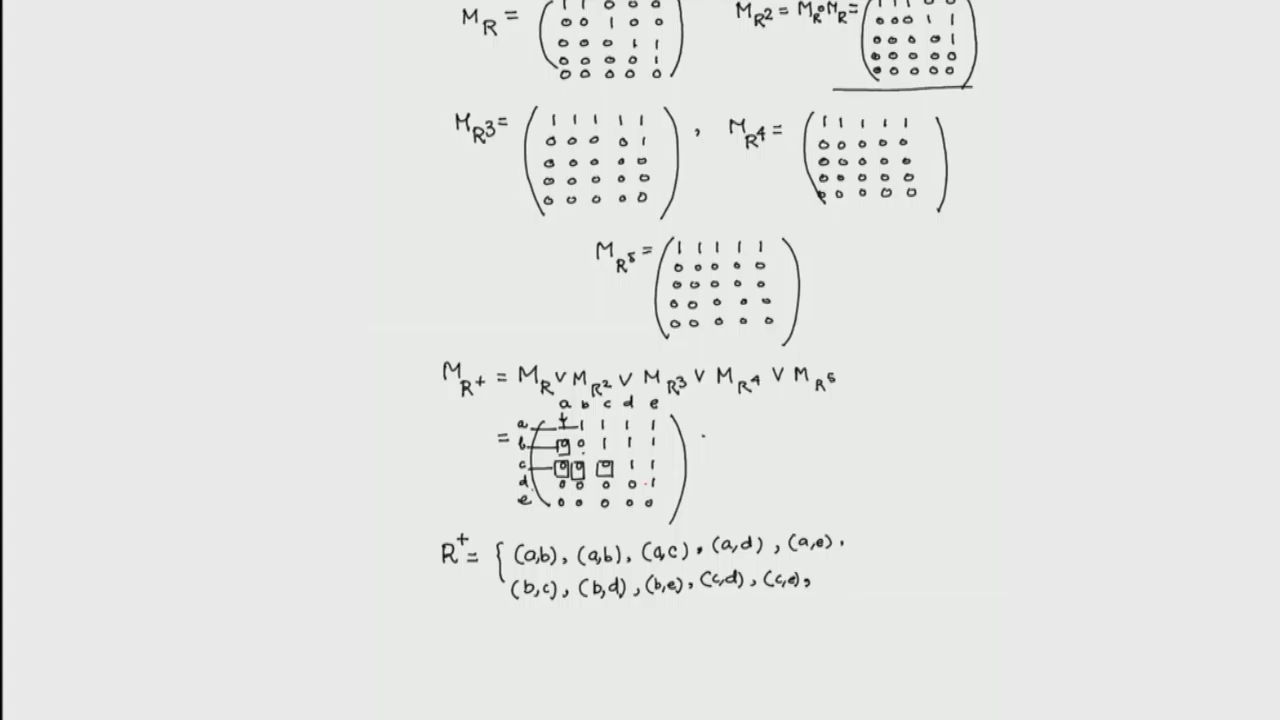 M_R = ( 1 1 0 0 0    M_R2 = M_R ∘ M_R = ( 1 1 1 0 0
0 0 1 0 0    0 0 0 1 1
0 0 0 1 1    0 0 0 0 1
0 0 0 0 1    0 0 0 0 0
0 0 0 0 0 )    0 0 0 0 0 )
M_R3 = ( 1 1 1 1 1    , M_R4 = ( 1 1 1 1 1
0 0 0 0 1    0 0 0 0 0
0 0 0 0 0    0 0 0 0 0
0 0 0 0 0    0 0 0 0 0
0 0 0 0 0 )    0 0 0 0 0 )
M_R5 = ( 1 1 1 1 1
0 0 0 0 0
0 0 0 0 0
0 0 0 0 0
0 0 0 0 0 )
M_R+ = M_R ∨ M_R2 ∨ M_R3 ∨ M_R4 ∨ M_R5
a b c d e
= a ( 1 1 1 1 1
b 0 0 1 1 1
c 0 0 0 1 1
d 0 0 0 0 1
e 0 0 0 0 0 )
R+ = { (a,b), (a,b), (a,c), (a,d), (a,e),
(b,c), (b,d), (b,e), (c,d), (c,e),